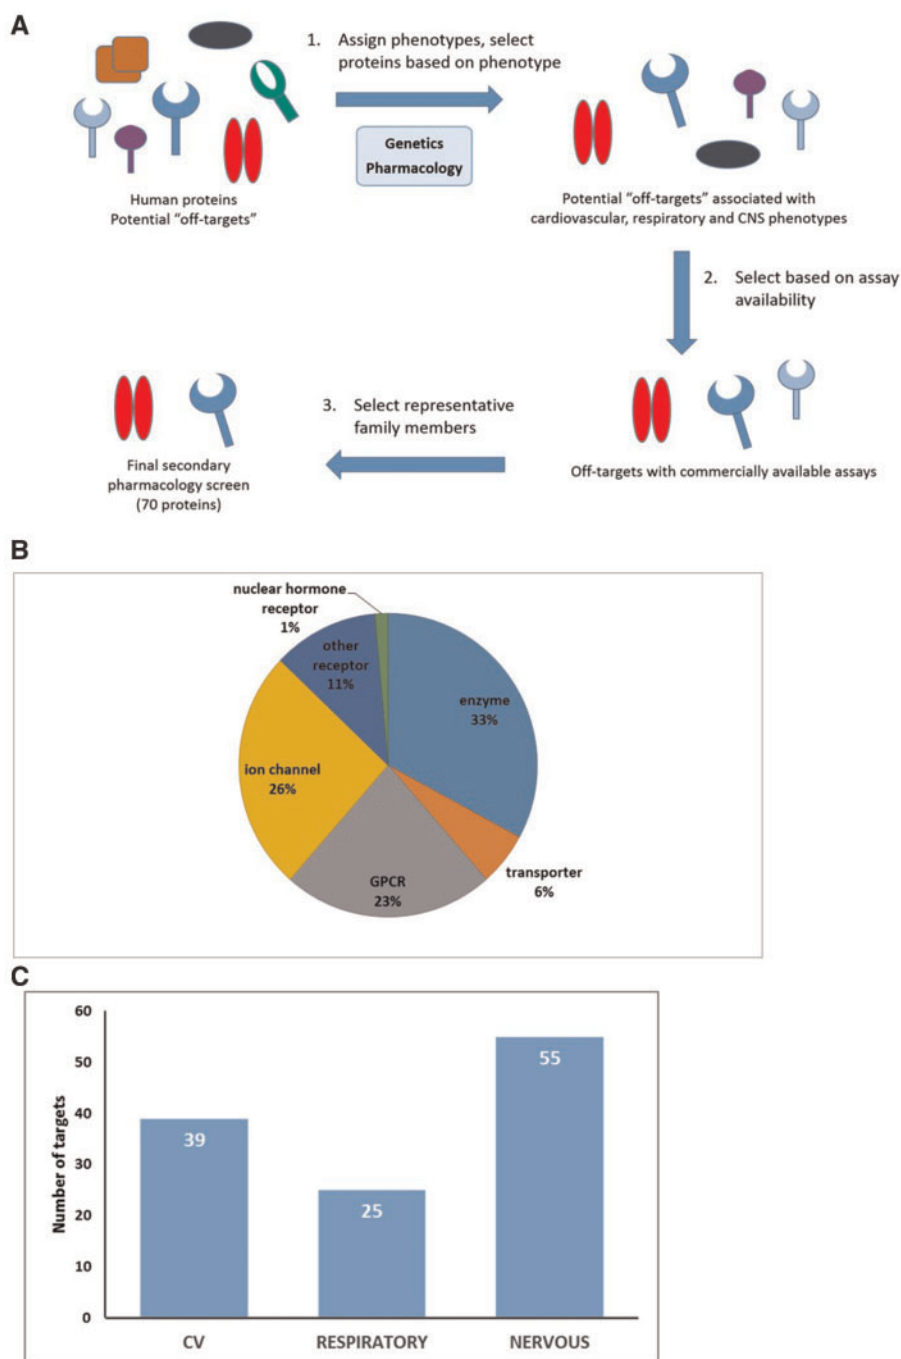 A
1. Assign phenotypes, select
proteins based on phenotype
Genetics
Pharmacology
Human proteins
Potential "off-targets"
Potential "off-targets" associated with
cardiovascular, respiratory and CNS phenotypes
2. Select based on assay
availability
3. Select representative
family members
Final secondary
pharmacology screen
(70 proteins)
Off-targets with commercially available assays
B
nuclear hormone
receptor
1%
other
receptor
11%
enzyme
33%
ion channel
26%
transporter
6%
GPCR
23%
C
Number of targets
60
50
40
30
20
10
0
39
25
55
CV
RESPIRATORY
NERVOUS